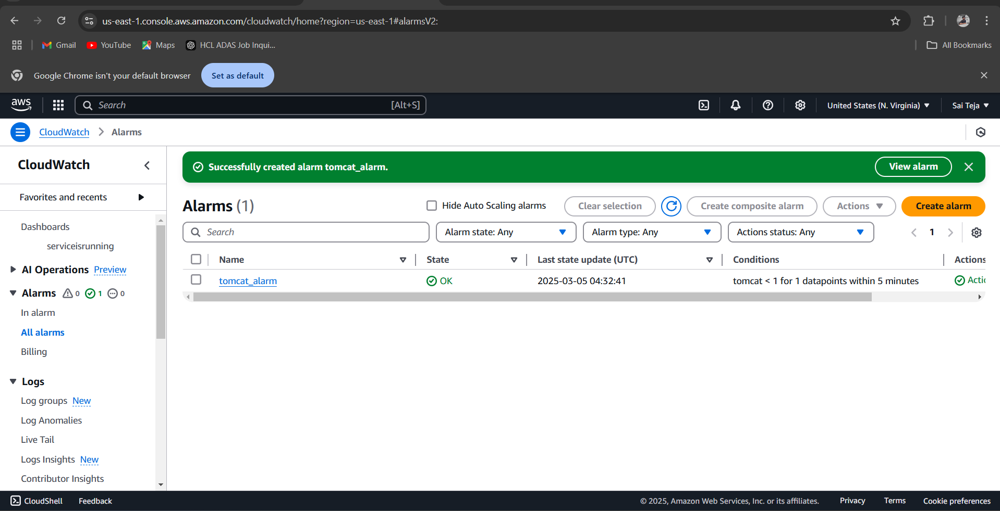 us-east-1.console.aws.amazon.com/cloudwatch/home?region=us-east-1#alarmsV2:
Gmail YouTube Maps HCL ADAS Job Inqui... All Bookmarks
Google Chrome isn't your default browser Set as default
aws Search [Alt+S] United States (N. Virginia) Sai Teja
CloudWatch Alarms
CloudWatch
Favorites and recents
Dashboards
serviceisrunning
AI Operations Preview
Alarms 0 1 0
In alarm
All alarms
Billing
Logs
Log groups New
Log Anomalies
Live Tail
Logs Insights New
Contributor Insights
Successfully created alarm tomcat_alarm. View alarm
Alarms (1) Hide Auto Scaling alarms Clear selection Create composite alarm Actions Create alarm
Search Alarm state: Any Alarm type: Any Actions status: Any 1
Name State Last state update (UTC) Conditions Actions
tomcat_alarm OK 2025-03-05 04:32:41 tomcat < 1 for 1 datapoints within 5 minutes Actic
CloudShell Feedback © 2025, Amazon Web Services, Inc. or its affiliates. Privacy Terms Cookie preferences